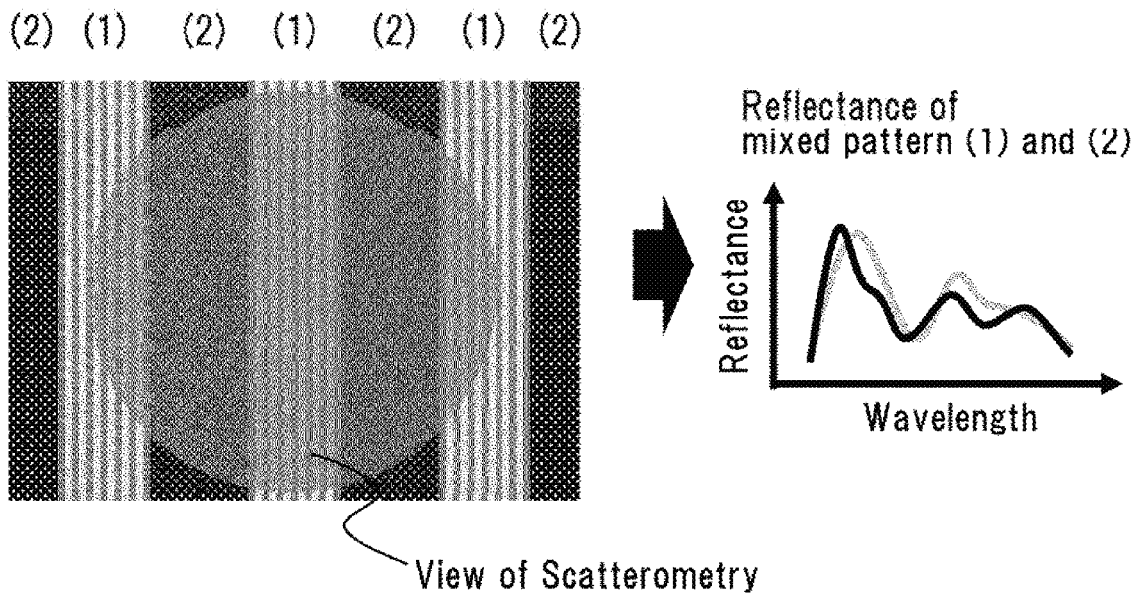 (2) (1) (2) (1) (2) (1) (2)
Reflectance of
mixed pattern (1) and (2)
Reflectance
Wavelength
View of Scatterometry